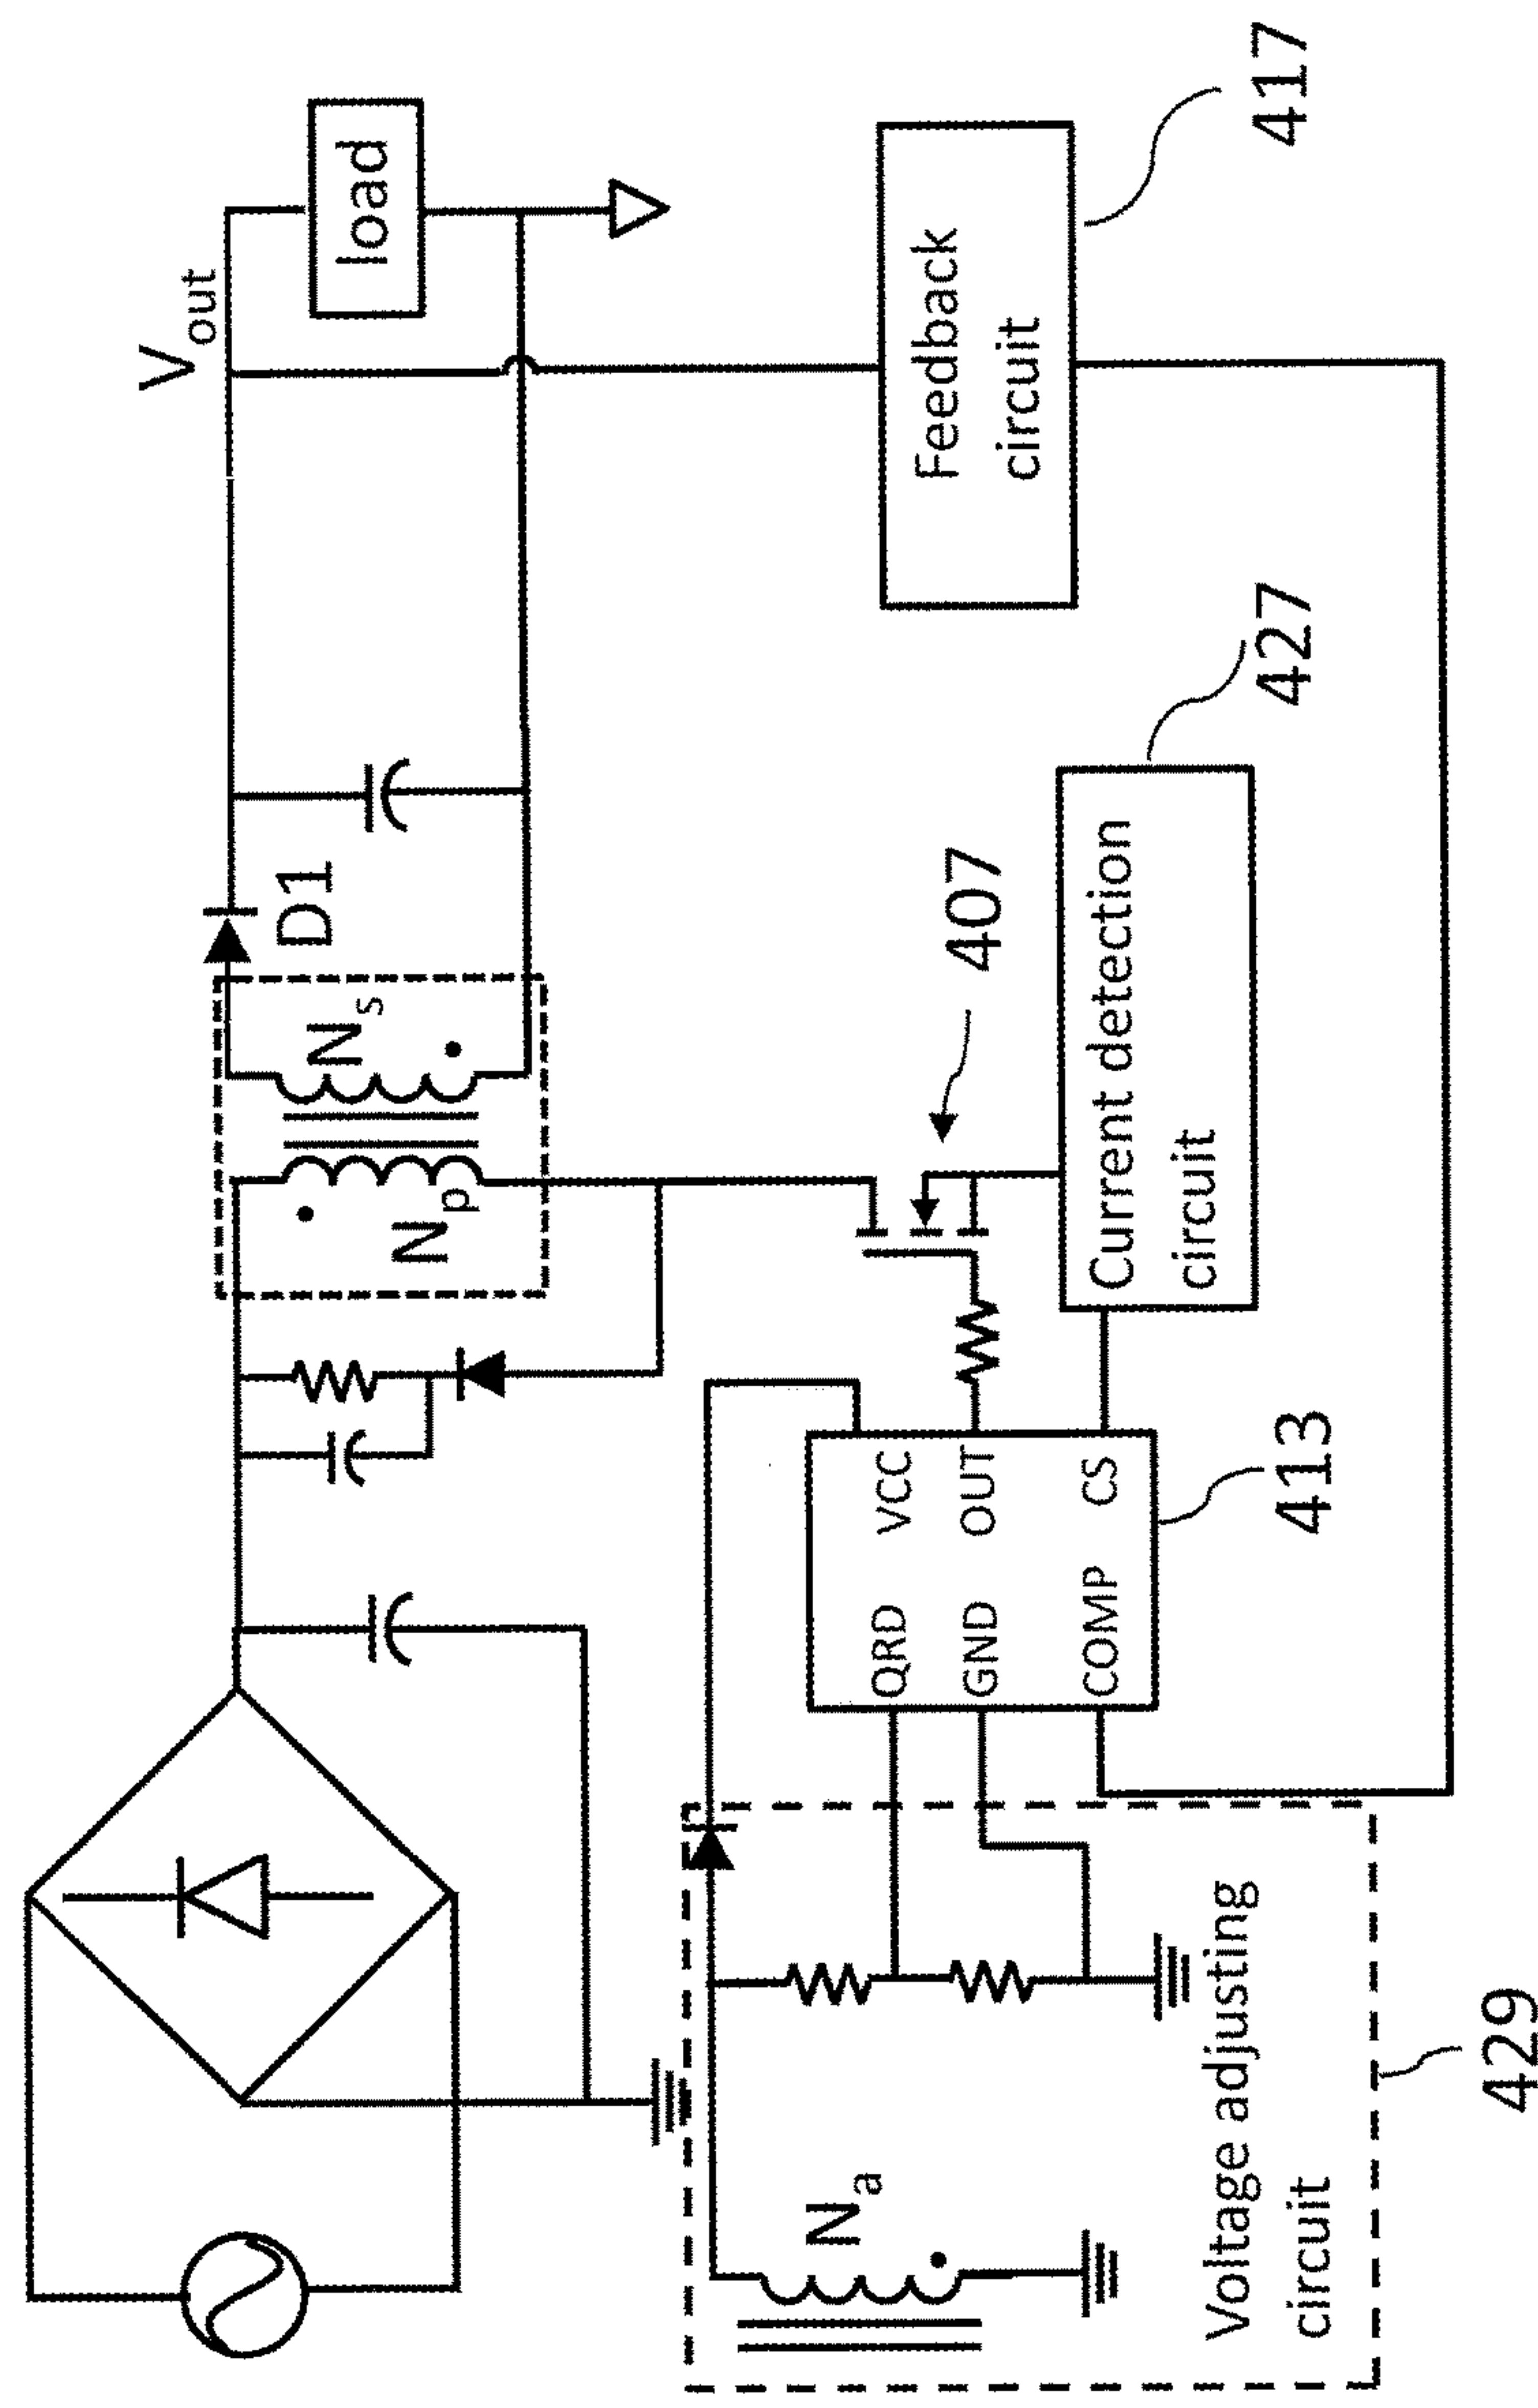 Vout
load
D1
Ns
Np
407
Feedback
circuit
417
Current detection
circuit
427
QRD VCC
GND OUT
COMP CS
413
Na
Voltage adjusting
circuit
429